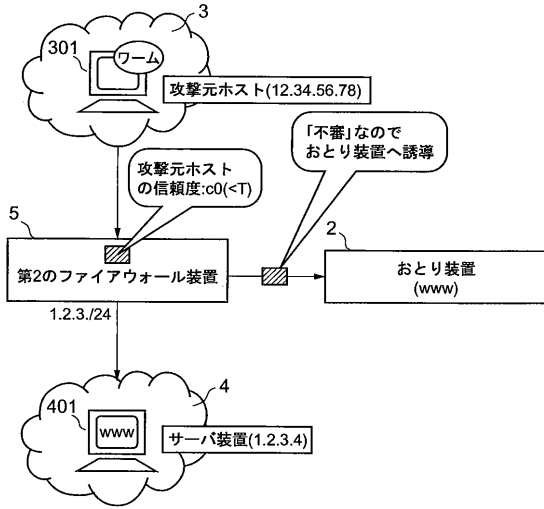 3
301
ワーム
攻撃元ホスト(12.34.56.78)
「不審」なので
おとり装置へ誘導
攻撃元ホスト
の信頼度:c0(<T)
5
2
第2のファイアウォール装置
おとり装置
(www)
1.2.3./24
4
401
www
サーバ装置(1.2.3.4)